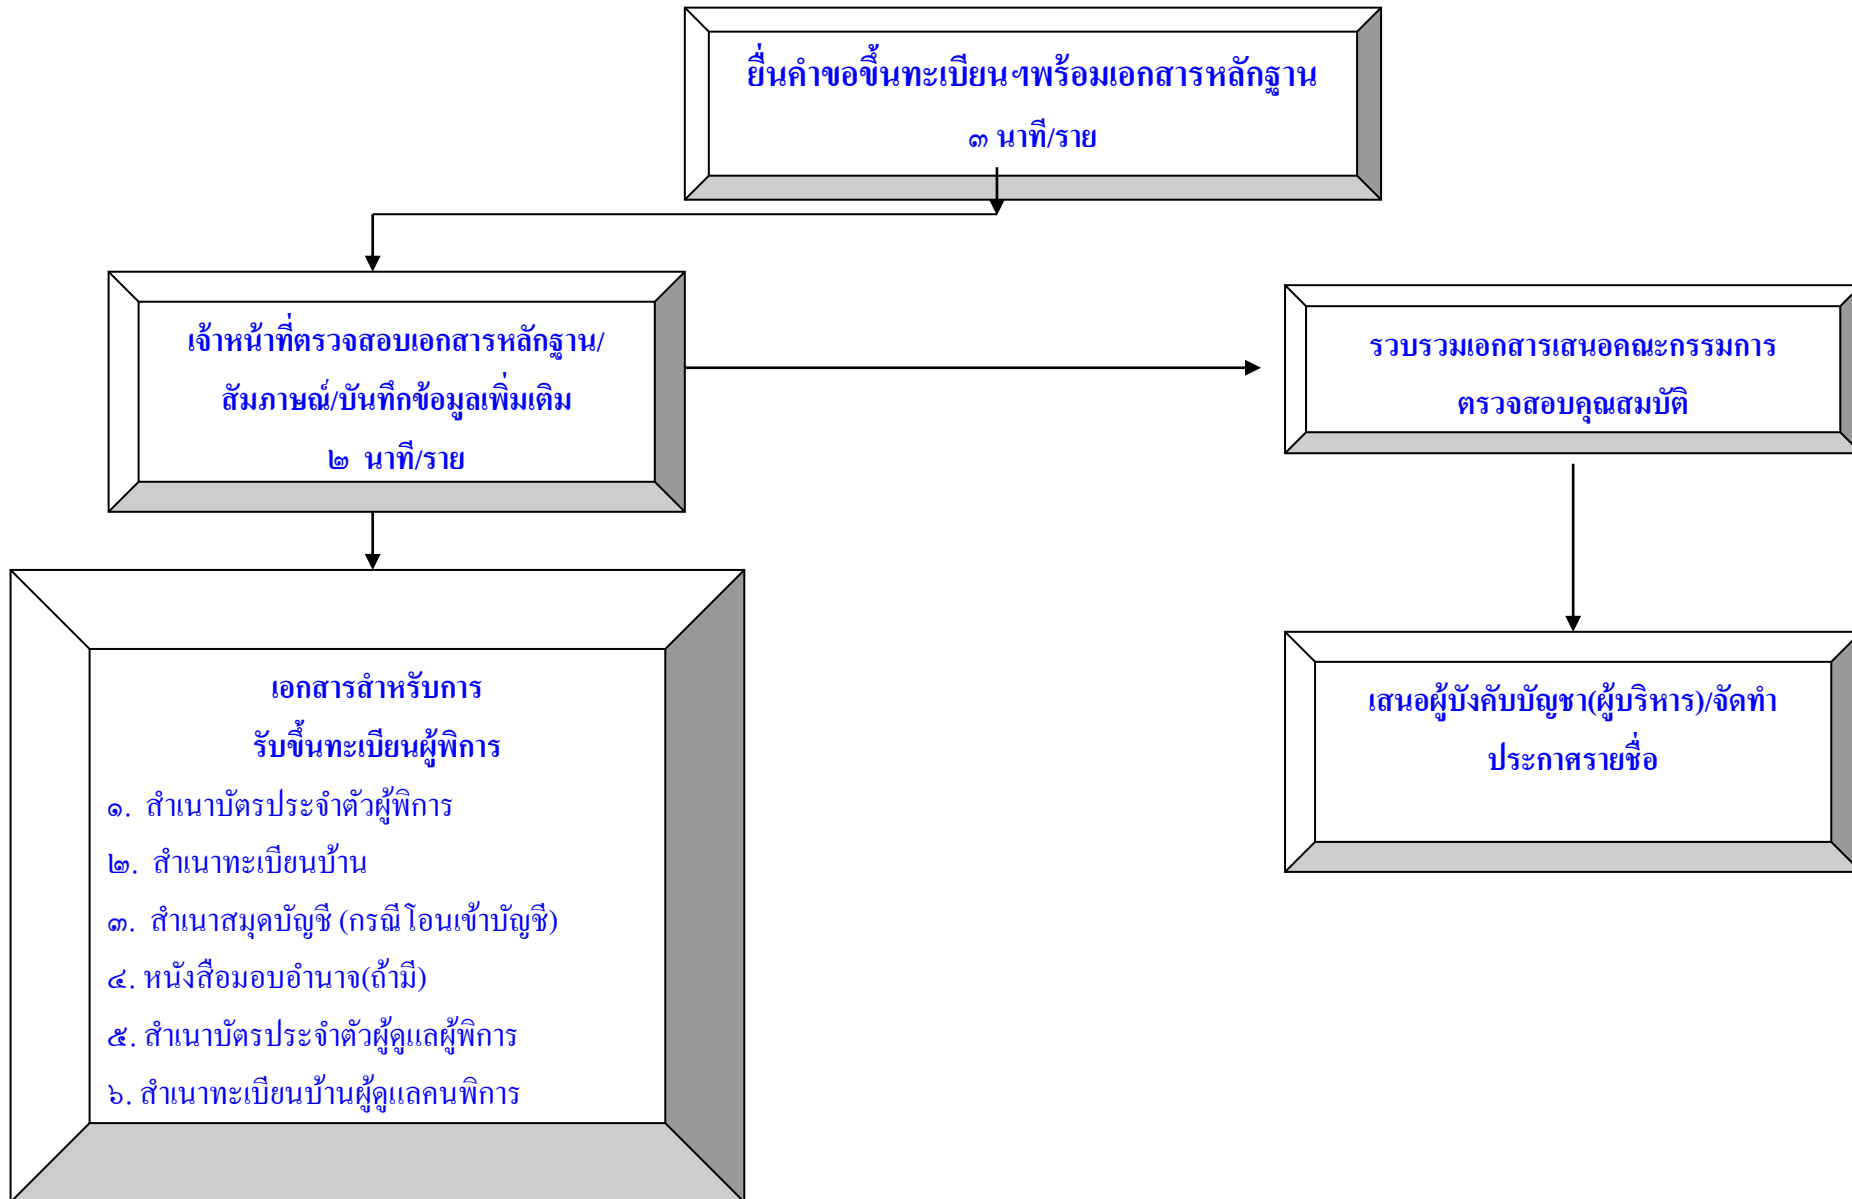 ยื่นคำขอขึ้นทะเบียนฯพร้อมเอกสารหลักฐาน
๓ นาที/ราย
เจ้าหน้าที่ตรวจสอบเอกสารหลักฐาน/
สัมภาษณ์/บันทึกข้อมูลเพิ่มเติม
๒ นาที/ราย
รวบรวมเอกสารเสนอคณะกรรมการ
ตรวจสอบคุณสมบัติ
เอกสารสำหรับการ
รับขึ้นทะเบียนผู้พิการ
๑. สำเนาบัตรประจำตัวผู้พิการ
๒. สำเนาทะเบียนบ้าน
๓. สำเนาสมุดบัญชี (กรณีโอนเข้าบัญชี)
๔. หนังสือมอบอำนาจ(ถ้ามี)
๕. สำเนาบัตรประจำตัวผู้ดูแลผู้พิการ
๖. สำเนาทะเบียนบ้านผู้ดูแลคนพิการ
เสนอผู้บังคับบัญชา(ผู้บริหาร)/จัดทำ
ประกาศรายชื่อ